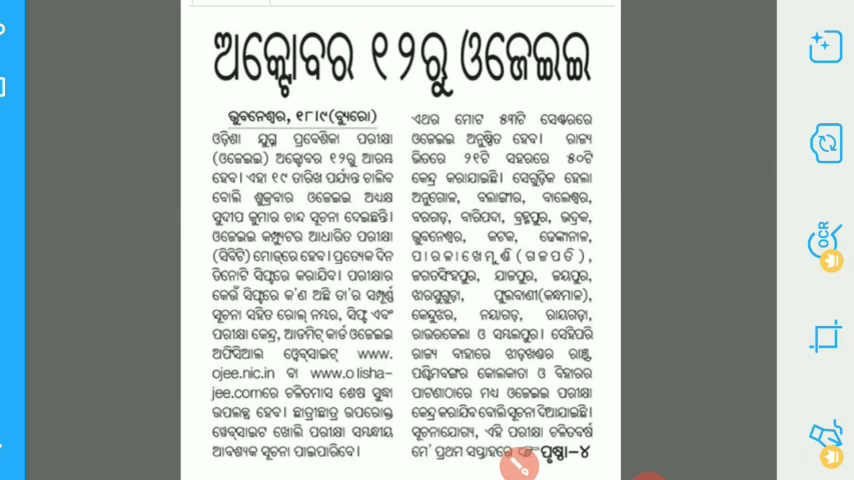 ଅକ୍ଟୋବର ୧୨ରୁ ଓଜେଇଇ
ଭୁବନେଶ୍ୱର, ୧୮।୯(ବ୍ୟୁରୋ)
ଓଡ଼ିଶା ଯୁଗ୍ମ ପ୍ରବେଶିକା ପରୀକ୍ଷା
(ଓଜେଇଇ) ଅକ୍ଟୋବର ୧୨ରୁ ଆରମ୍ଭ
ହେବ। ଏହା ୧୯ ତାରିଖ ପର୍ଯ୍ୟନ୍ତ ଚାଲିବ
ବୋଲି ଶୁକ୍ରବାର ଓଜେଇଇ ଅଧ୍ୟକ୍ଷ
ସୁଦୀପ କୁମାର ଚାନ୍ଦ ସୂଚନା ଦେଇଛନ୍ତି।
ଓଜେଇଇ କମ୍ପ୍ୟୁଟର ଆଧାରିତ ପରୀକ୍ଷା
(ସିବିଟି) ମୋଡ୍‌ରେ ହେବ। ପ୍ରତ୍ୟେକ ଦିନ
ତିନୋଟି ସିଫ୍ଟରେ କରାଯିବ। ପରୀକ୍ଷାର
କେଉଁ ସିଫ୍ଟରେ କ'ଣ ଅଛି ତା'ର ସମ୍ପୂର୍ଣ୍ଣ
ସୂଚନା ସହିତ ରୋଲ୍ ନମ୍ବର, ସିଫ୍ଟ ଏବଂ
ପରୀକ୍ଷା କେନ୍ଦ୍ର, ଆଡମିଟ୍ କାର୍ଡ ଓଜେଇଇ
ଅଫିସିଆଲ ୱେବ୍‌ସାଇଟ୍ www.
ojee.nic.in ବା www.olisha-
jee.comରେ ଚଳିତମାସ ଶେଷ ସୁଦ୍ଧା
ଉପଲବ୍ଧ ହେବ। ଛାତ୍ରୀଛାତ୍ର ଉପରୋକ୍ତ
ୱେବ୍‌ସାଇଟ ଖୋଲି ପରୀକ୍ଷା ସମ୍ବନ୍ଧୀୟ
ଆବଶ୍ୟକ ସୂଚନା ପାଇପାରିବେ।
ଏଥର ମୋଟ ୫୩ଟି ସେଣ୍ଟରରେ
ଓଜେଇଇ ଅନୁଷ୍ଠିତ ହେବ। ରାଜ୍ୟ
ଭିତରେ ୨୧ଟି ସହରରେ ୫୦ଟି
କେନ୍ଦ୍ର କରାଯାଇଛି। ସେଗୁଡ଼ିକ ହେଲା
ଅନୁଗୋଳ, ବଲାଙ୍ଗୀର, ବାଲେଶ୍ୱର,
ବରଗଡ଼, ବାରିପଦା, ବ୍ରହ୍ମପୁର, ଭଦ୍ରକ,
ଭୁବନେଶ୍ୱର, କଟକ, ଢେଙ୍କାନାଳ,
ପାରଳାଖେମୁଣ୍ଡି(ଗଜପତି),
ଜଗତସିଂହପୁର, ଯାଜପୁର, ଜୟପୁର,
ଝାରସୁଗୁଡ଼ା, ଫୁଲବାଣୀ(କନ୍ଧମାଳ),
କେନ୍ଦୁଝର, ନୟାଗଡ଼, ରାୟଗଡ଼ା,
ରାଉରକେଲା ଓ ସମ୍ବଲପୁର। ସେହିପରି
ରାଜ୍ୟ ବାହାରେ ଝାଡ଼ଖଣ୍ଡର ରାଞ୍ଚି,
ପଶ୍ଚିମବଙ୍ଗର କୋଲକାତା ଓ ବିହାରର
ପାଟଣାଠାରେ ମଧ୍ୟ ଓଜେଇଇ ପରୀକ୍ଷା
କେନ୍ଦ୍ର କରାଯିବ ବୋଲି ସୂଚନା ଦିଆଯାଇଛି।
ସୂଚନାଯୋଗ୍ୟ, ଏହି ପରୀକ୍ଷା ଚଳିତବର୍ଷ
ମେ' ପ୍ରଥମ ସପ୍ତାହରେ ପୃଷ୍ଠା-୪
OCR